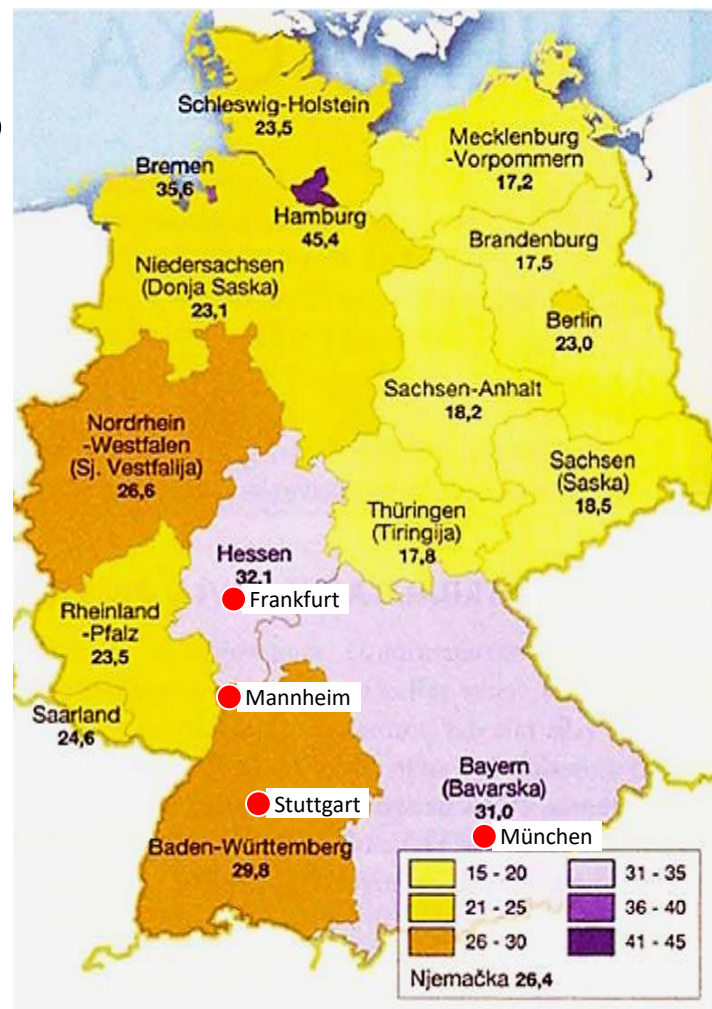 Schleswig-Holstein
23,5
Mecklenburg
-Vorpommern
17,2
Bremen
35,6
Hamburg
45,4
Brandenburg
17,5
Niedersachsen
(Donja Saska)
23,1
Berlin
23,0
Sachsen-Anhalt
18,2
Nordrhein
-Westfalen
(Sj. Vestfalija)
26,6
Sachsen
(Saska)
18,5
Thüringen
(Tiringija)
17,8
Hessen
32,1
Frankfurt
Rheinland
-Pfalz
23,5
Mannheim
Saarland
24,6
Bayern
(Bavarska)
31,0
Stuttgart
München
Baden-Württemberg
29,8
15 - 20
31 - 35
21 - 25
36 - 40
26 - 30
41 - 45
Njemačka 26,4